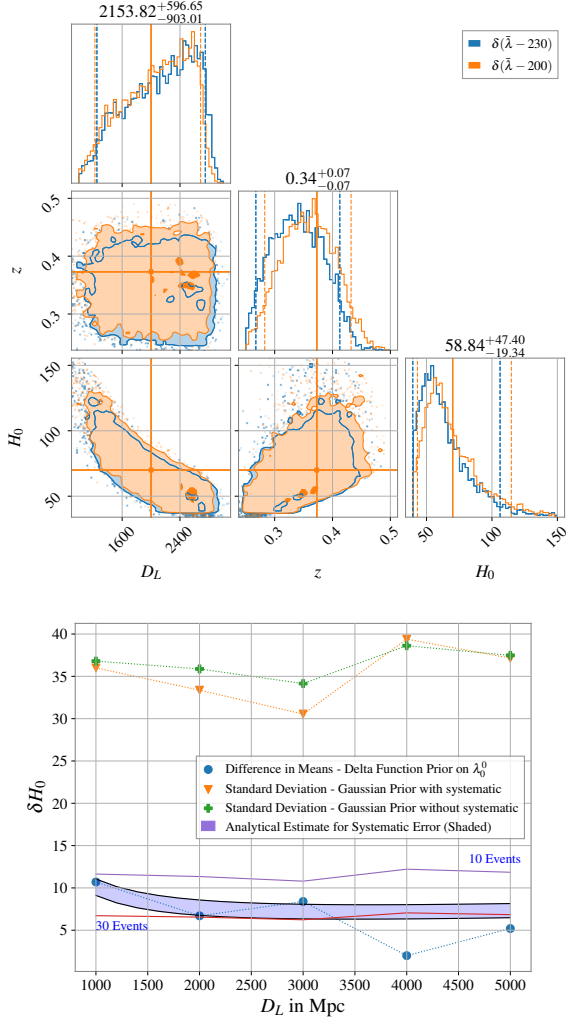 2153.82+596.65 −903.01
δ(λ̄ − 230)
δ(λ̄ − 200)
0.5
0.4
0.3
z
0.34+0.07 −0.07
150
100
50
H0
58.84+47.40 −19.34
1600
2400
0.3
0.4
0.5
50
100
150
DL
z
H0
40
35
30
25
20
15
10
5
δH0
Difference in Means - Delta Function Prior on λ00
Standard Deviation - Gaussian Prior with systematic
Standard Deviation - Gaussian Prior without systematic
Analytical Estimate for Systematic Error (Shaded)
10 Events
30 Events
1000 1500 2000 2500 3000 3500 4000 4500 5000
DL in Mpc